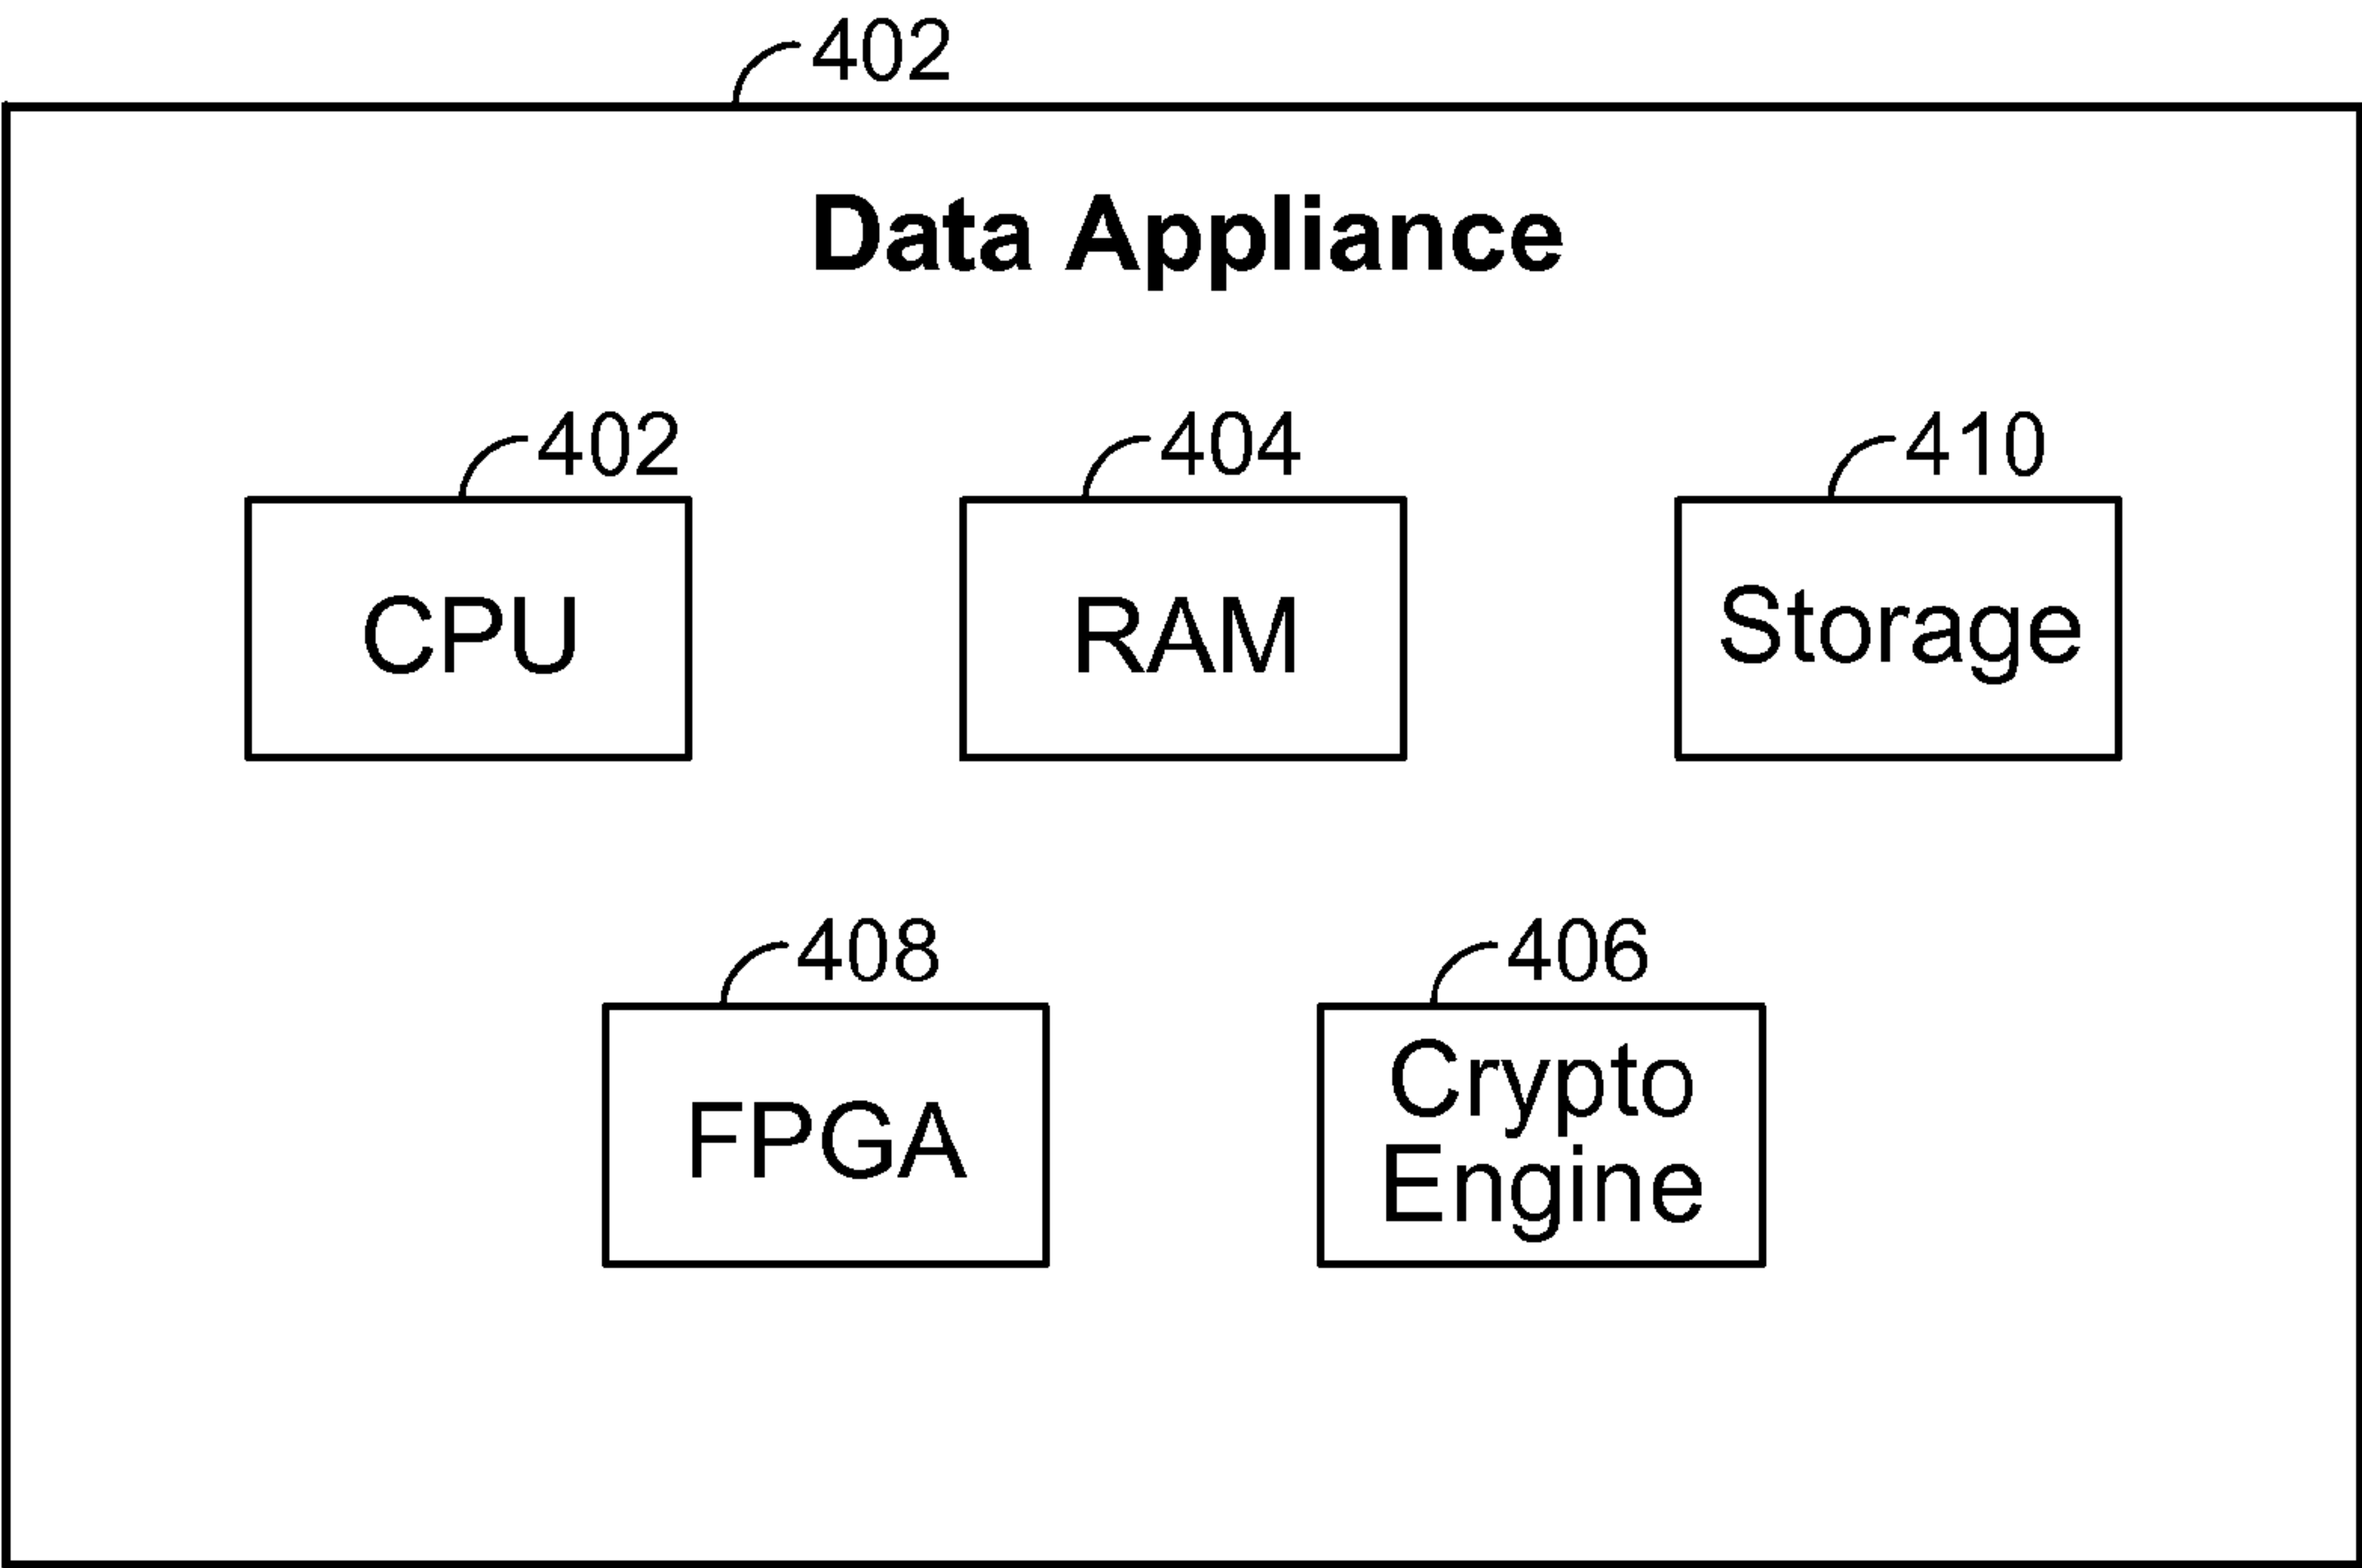 402
Data Appliance
402
404
410
CPU
RAM
Storage
408
406
FPGA
Crypto
Engine